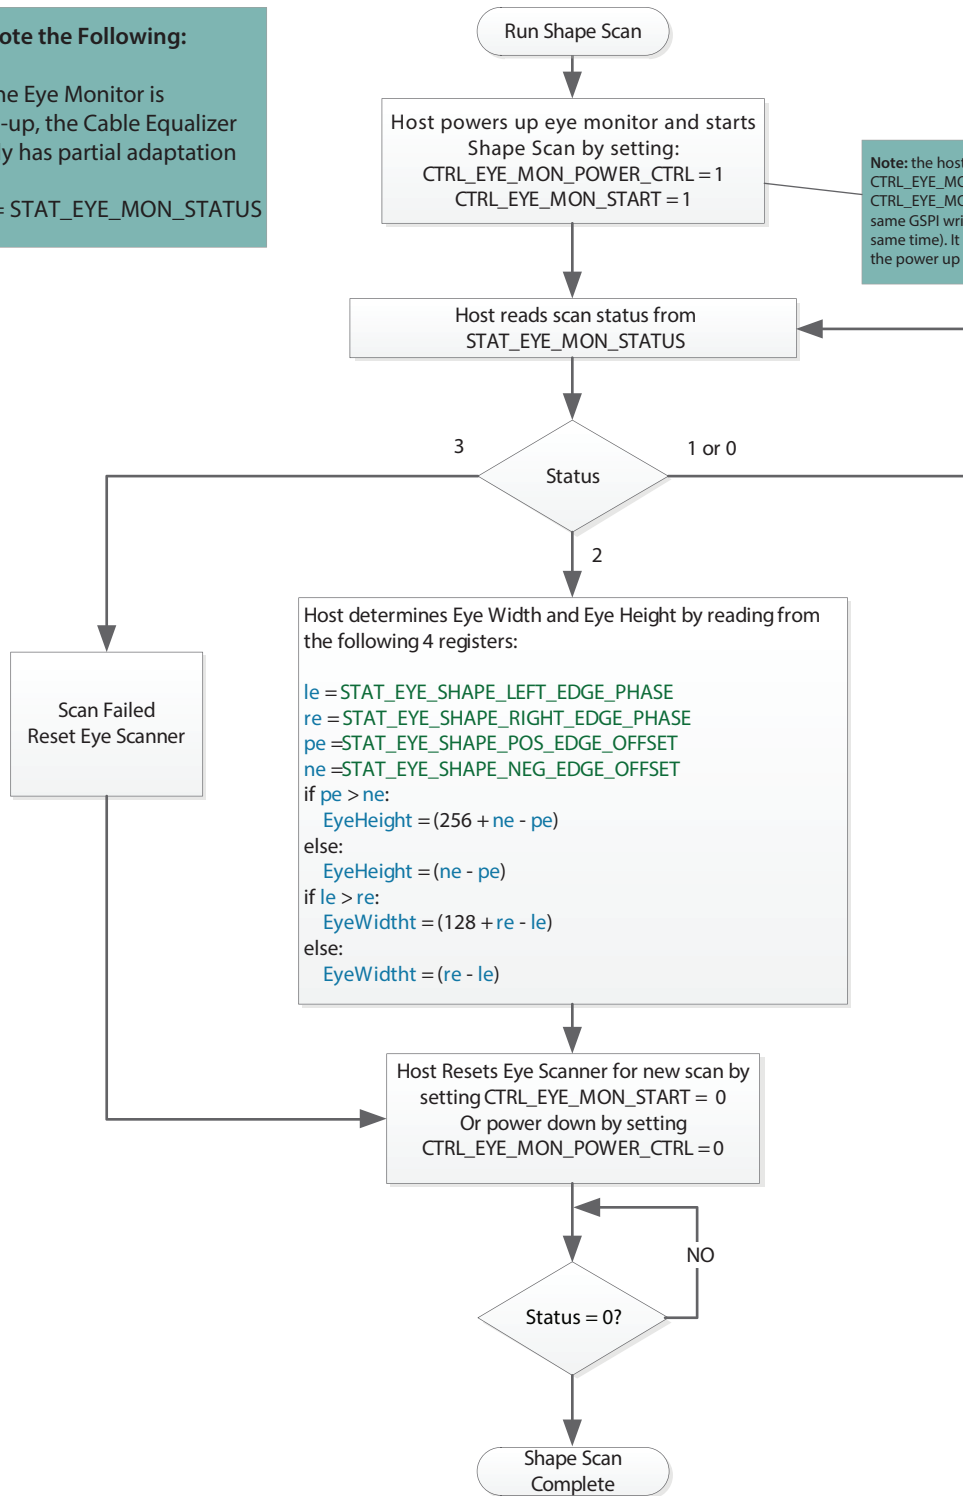 ote the Following:
ne Eye Monitor is
-up, the Cable Equalizer
y has partial adaptation
= STAT_EYE_MON_STATUS
Run Shape Scan
Host powers up eye monitor and starts
Shape Scan by setting:
CTRL_EYE_MON_POWER_CTRL = 1
CTRL_EYE_MON_START = 1
Note: the host
CTRL_EYE_MO
CTRL_EYE_MO
same GSPI wri
same time). It
the power up
Host reads scan status from
STAT_EYE_MON_STATUS
3
Status
1 or 0
2
Scan Failed
Reset Eye Scanner
Host determines Eye Width and Eye Height by reading from
the following 4 registers:
le = STAT_EYE_SHAPE_LEFT_EDGE_PHASE
re = STAT_EYE_SHAPE_RIGHT_EDGE_PHASE
pe =STAT_EYE_SHAPE_POS_EDGE_OFFSET
ne =STAT_EYE_SHAPE_NEG_EDGE_OFFSET
if pe > ne:
EyeHeight = (256 + ne - pe)
else:
EyeHeight = (ne - pe)
if le > re:
EyeWidtht = (128 + re - le)
else:
EyeWidtht = (re - le)
Host Resets Eye Scanner for new scan by
setting CTRL_EYE_MON_START = 0
Or power down by setting
CTRL_EYE_MON_POWER_CTRL = 0
NO
Status = 0?
Shape Scan
Complete